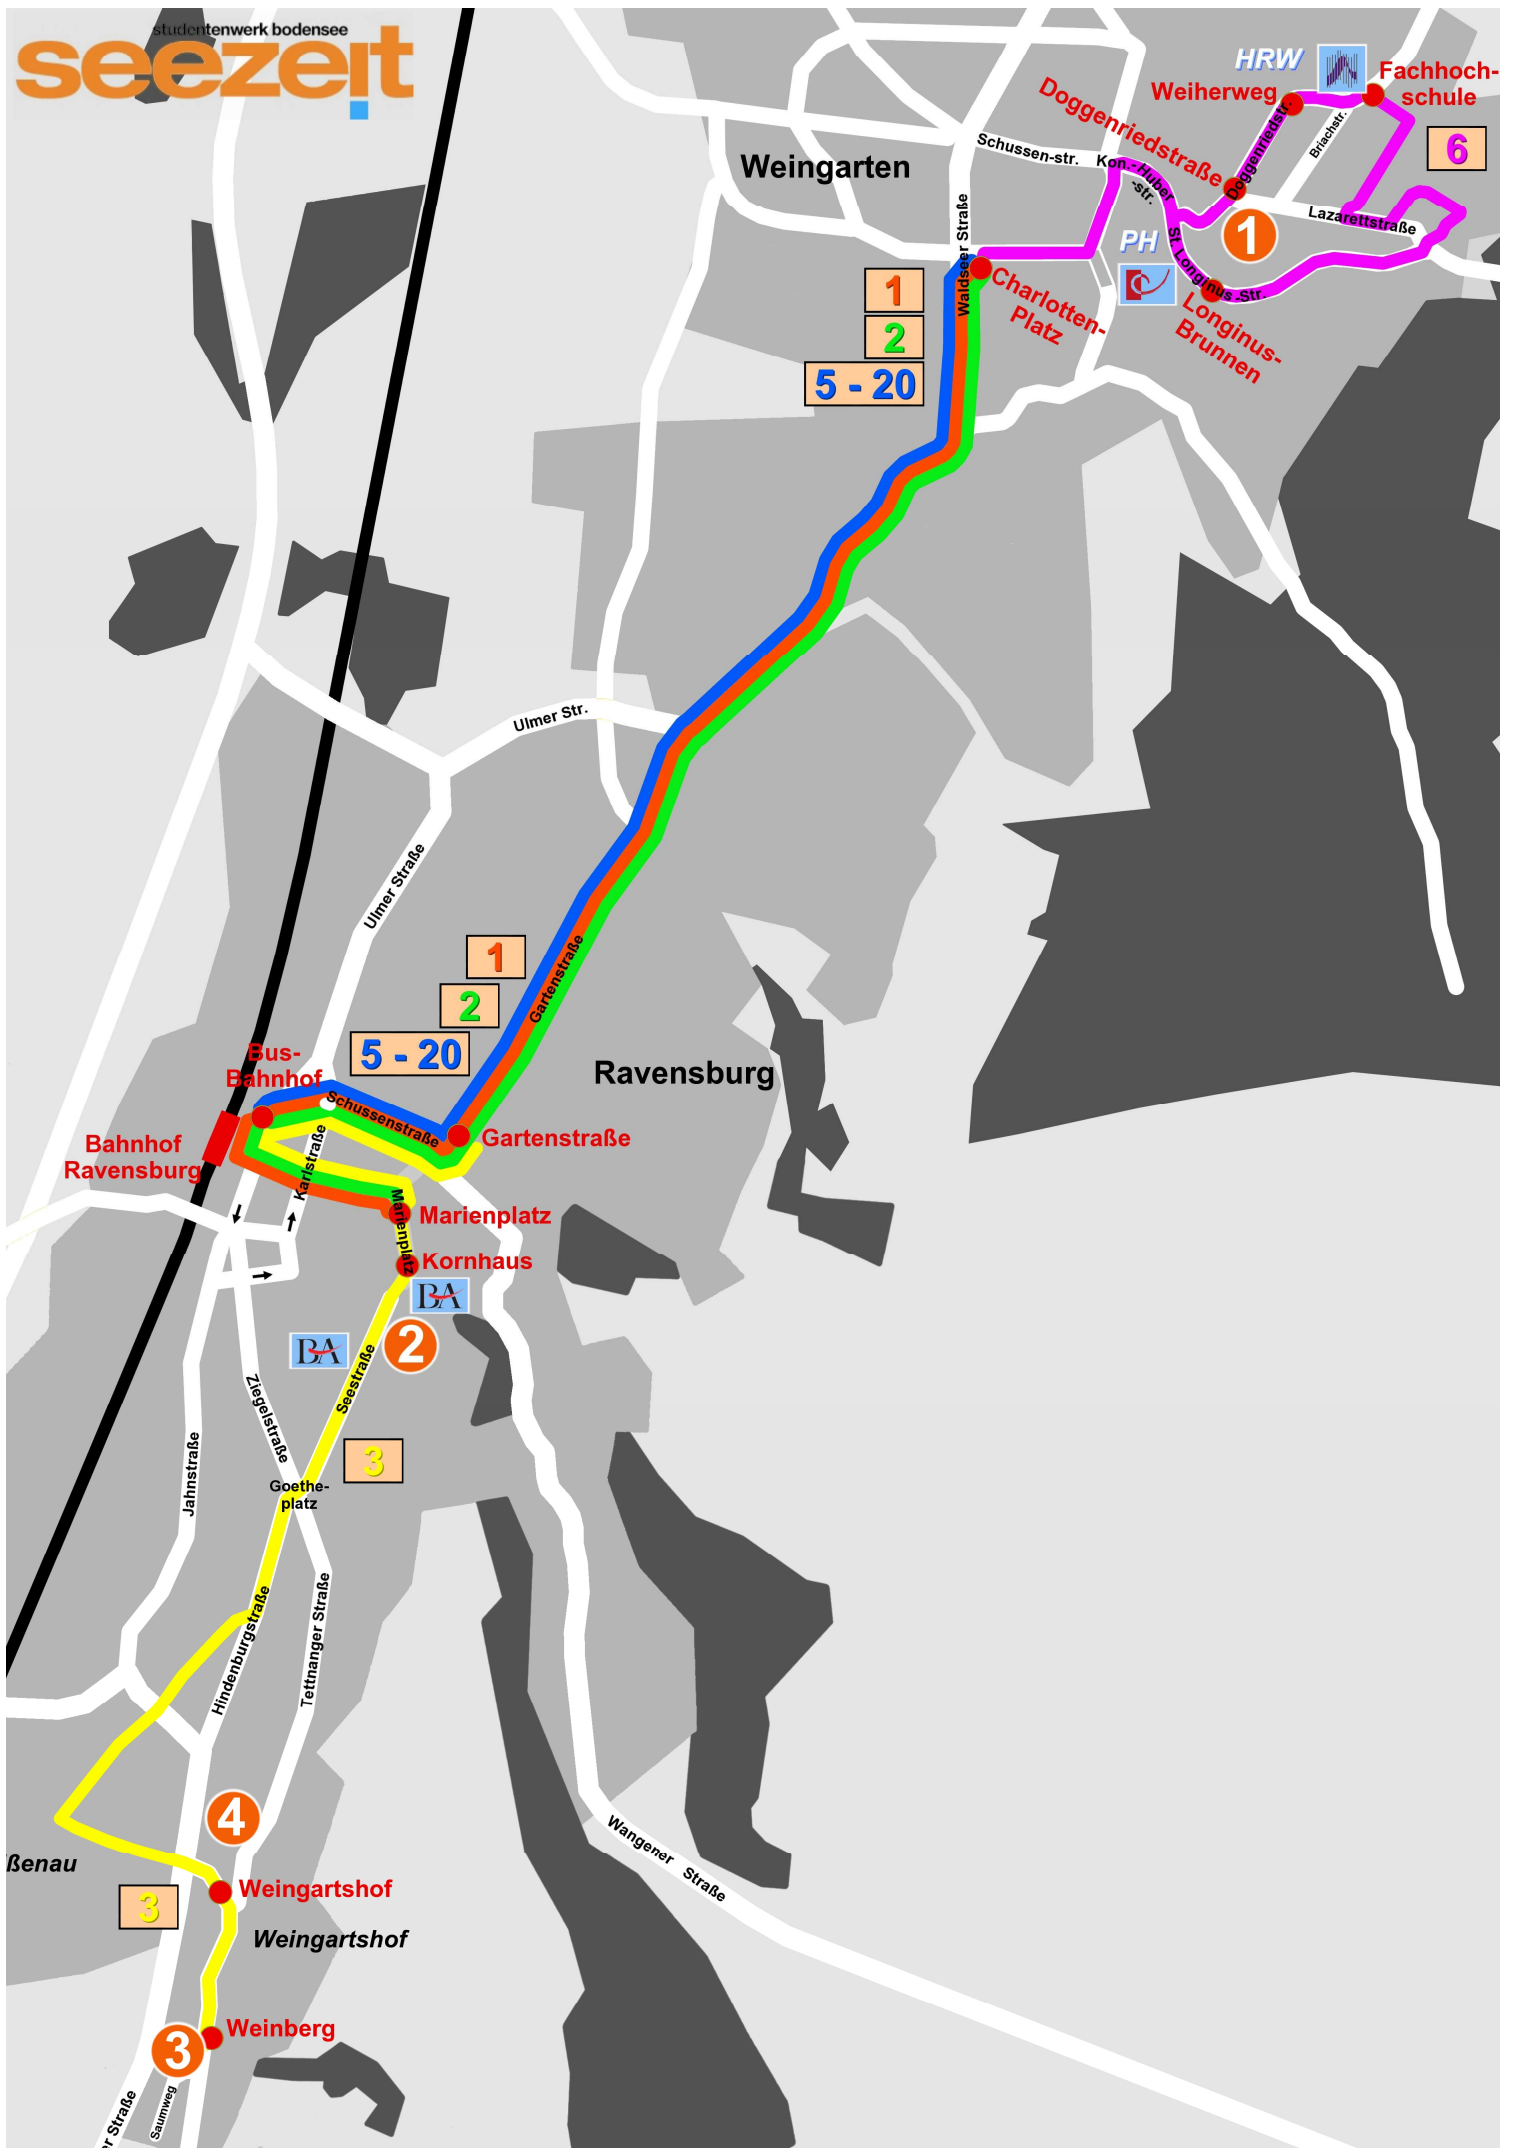 studentenwerk bodensee
seezeit
HRW
Fachhoch-
schule
Weiherweg
Doggenriedstraße
Doggenriedstr.
Briachstr.
6
Schussen-str.
Kon.-Huber
-str.
Weingarten
Lazarettstraße
1
PH
St. Longinus-Str.
Longinus-
Brunnen
Waldseer Straße
Charlotten-
Platz
1
2
5 - 20
Ulmer Str.
Ulmer Straße
Gartenstraße
1
2
5 - 20
Ravensburg
Bus-
Bahnhof
Schussenstraße
Gartenstraße
Bahnhof
Ravensburg
Karlstraße
Marienplatz
Marienplatz
Kornhaus
BA
BA
2
Seestraße
Ziegelstraße
Jahnstraße
3
Goethe-
platz
Hindenburgstraße
Tettnanger Straße
4
Wangener Straße
ßenau
Weingartshof
3
Weingartshof
Weinberg
3
Saumweg
er Straße